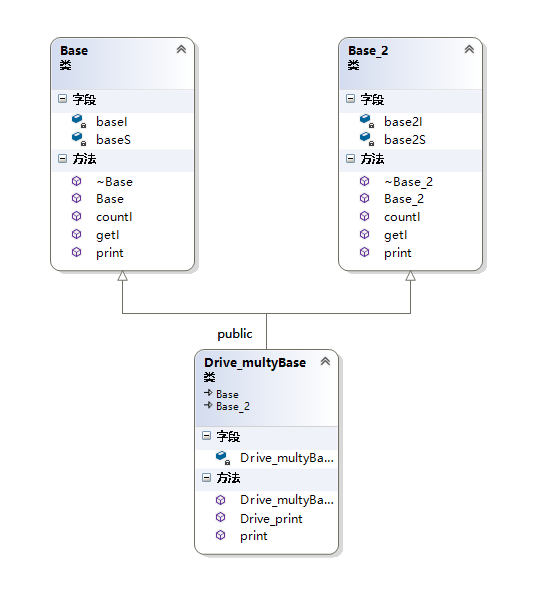 Base
类
字段
baseI
baseS
方法
~Base
Base
countI
getI
print
Base_2
类
字段
base2I
base2S
方法
~Base_2
Base_2
countI
getI
print
public
Drive_multyBase
类
Base
Base_2
字段
Drive_multyBa...
方法
Drive_multyBa...
Drive_print
print